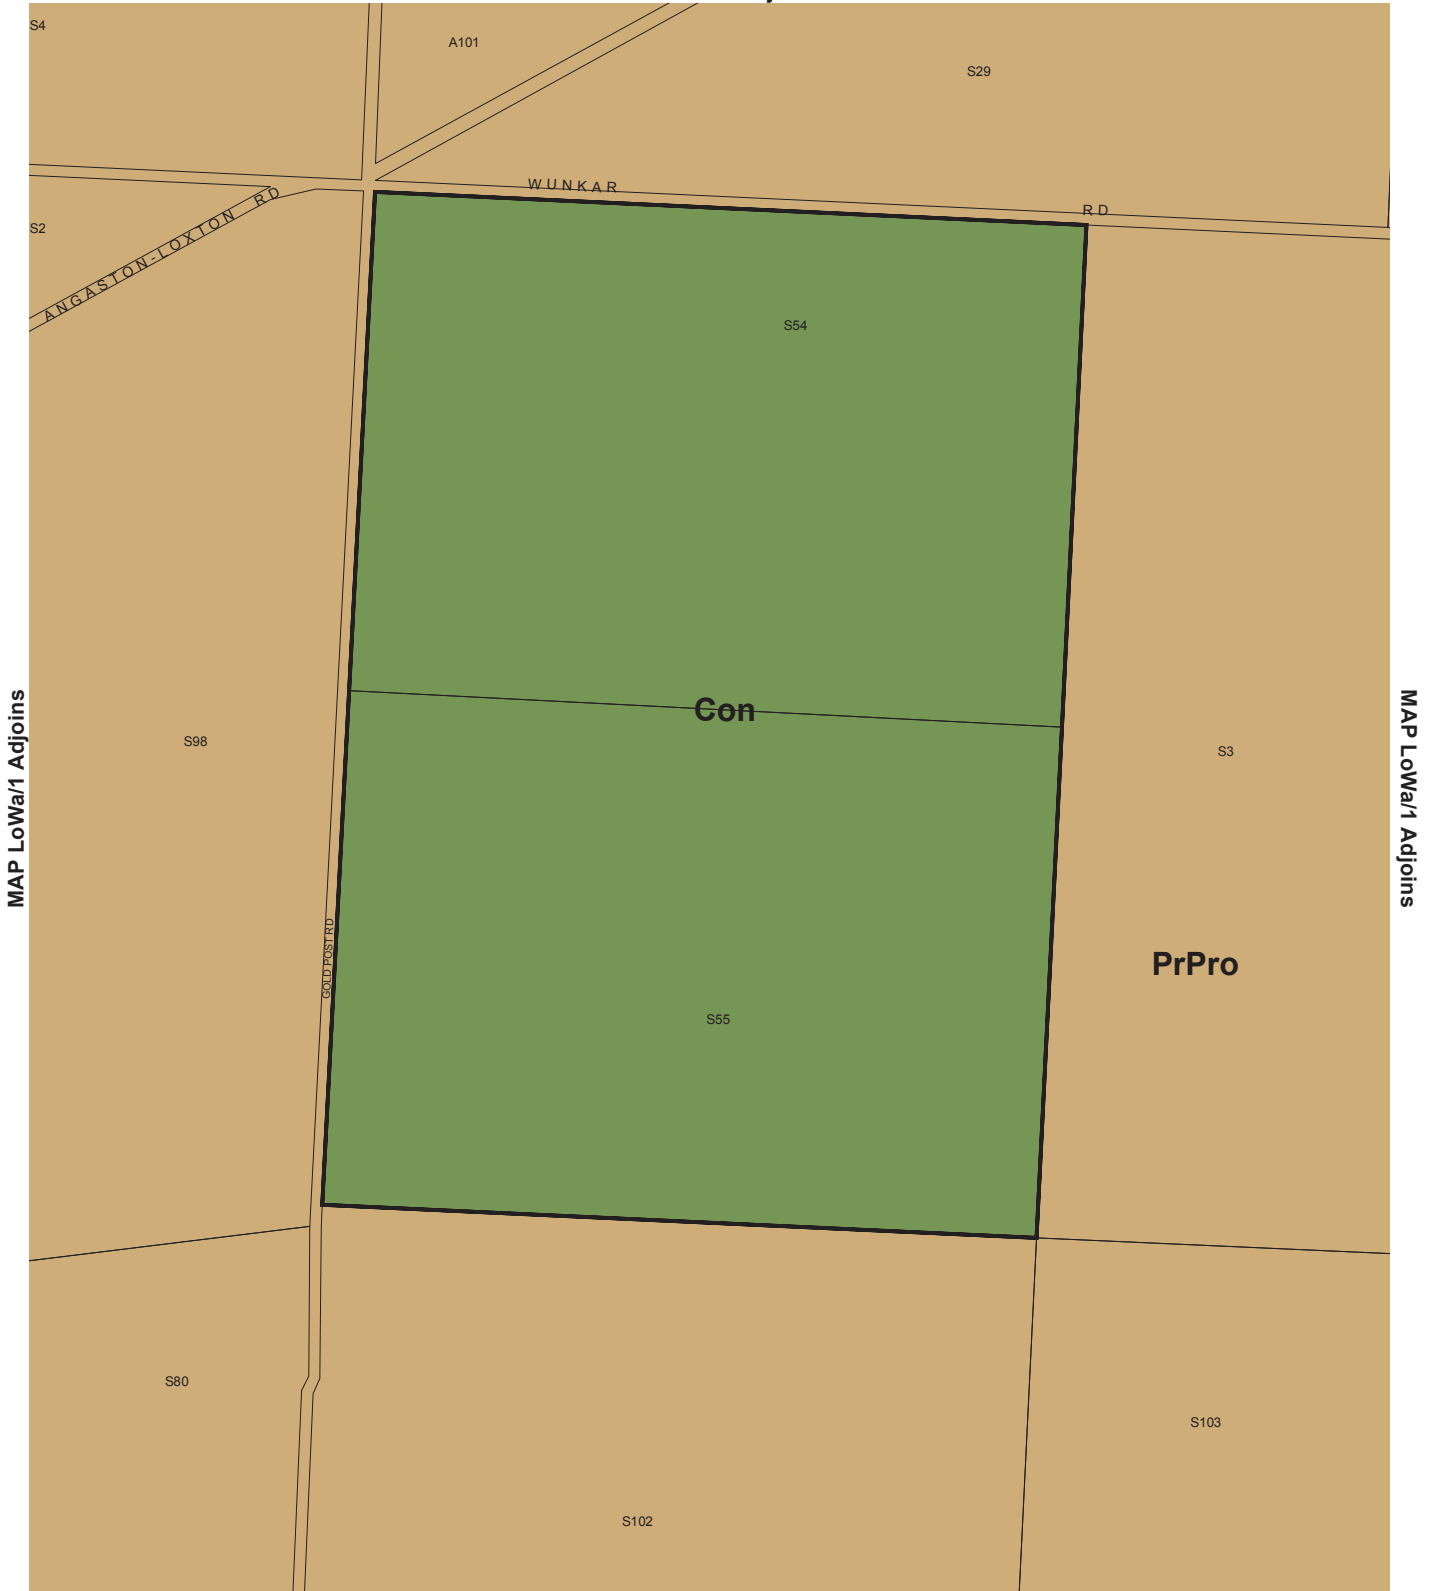 S4
A101
S29
WUNKAR RD
ANGASTON-LOXTON RD
S2
S54
Con
S98
S3
MAP LoWa/1 Adjoins
MAP LoWa/1 Adjoins
GOLD POST RD
PrPro
S55
S80
S103
S102